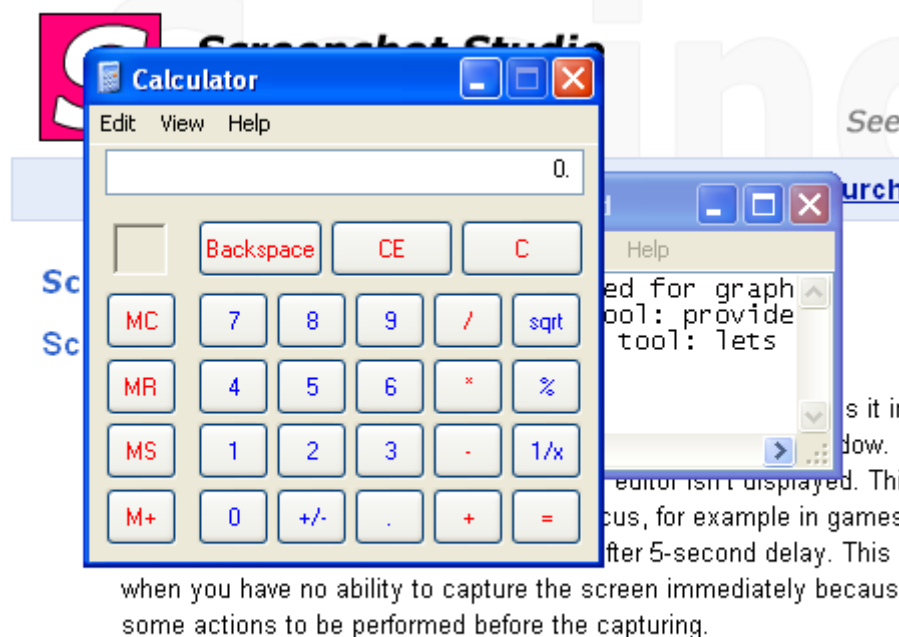 Screenshot Studio
See
Calculator
Edit View Help
0.
Backspace CE C
MC 7 8 9 / sqrt
MR 4 5 6 * %
MS 1 2 3 - 1/x
M+ 0 +/- . + =
Help
ed for graph
ool: provide
tool: lets
urch
Sc
Sc
s it i
dow.
editor isn't displayed. Thi
cus, for example in games
fter 5-second delay. This
when you have no ability to capture the screen immediately becaus
some actions to be performed before the capturing.